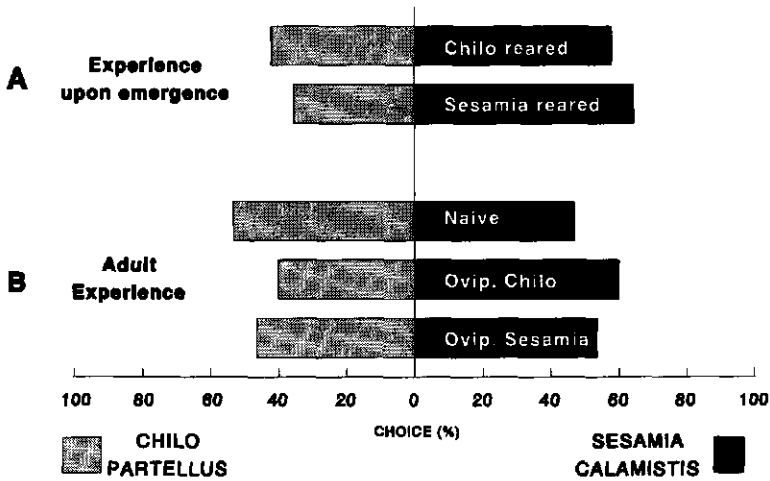 A
Experience
upon emergence
Chilo reared
Sesamia reared
B
Adult
Experience
Naive
Ovip. Chilo
Ovip. Sesamia
100 80 60 40 20 0 20 40 60 80 100
CHOICE (%)
CHILO
PARTELLUS
SESAMIA
CALAMISTIS